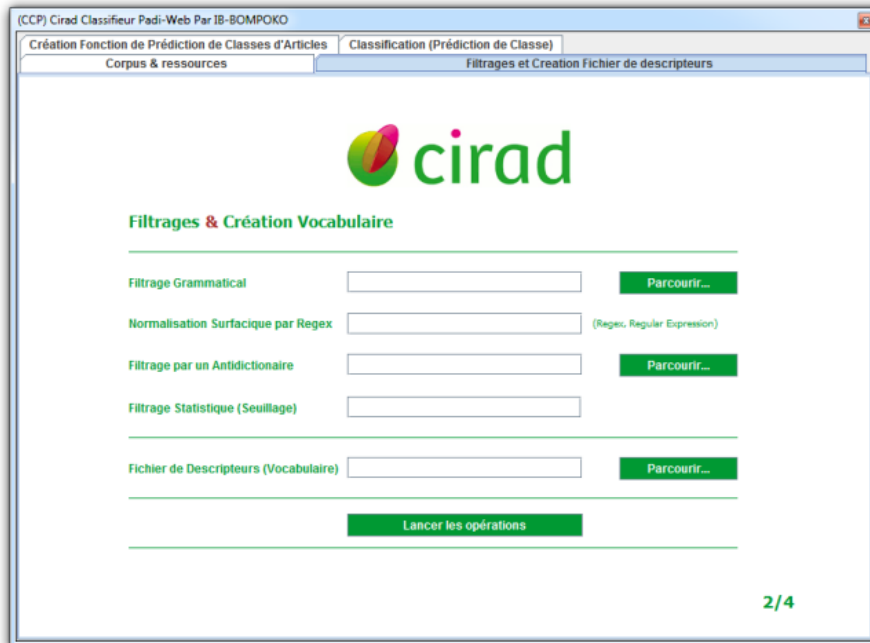 (CCP) Cirad Classifieur Padi-Web Par IB-BOMPOKO
Création Fonction de Prédiction de Classes d'Articles Classification (Prédiction de Classe)
Corpus & ressources Filtrages et Creation Fichier de descripteurs
cirad
Filtrages & Création Vocabulaire
Filtrage Grammatical Parcourir...
Normalisation Surfacique par Regex (Regex, Regular Expression)
Filtrage par un Antidictionaire Parcourir...
Filtrage Statistique (Seuillage)
Fichier de Descripteurs (Vocabulaire) Parcourir...
Lancer les opérations
2/4